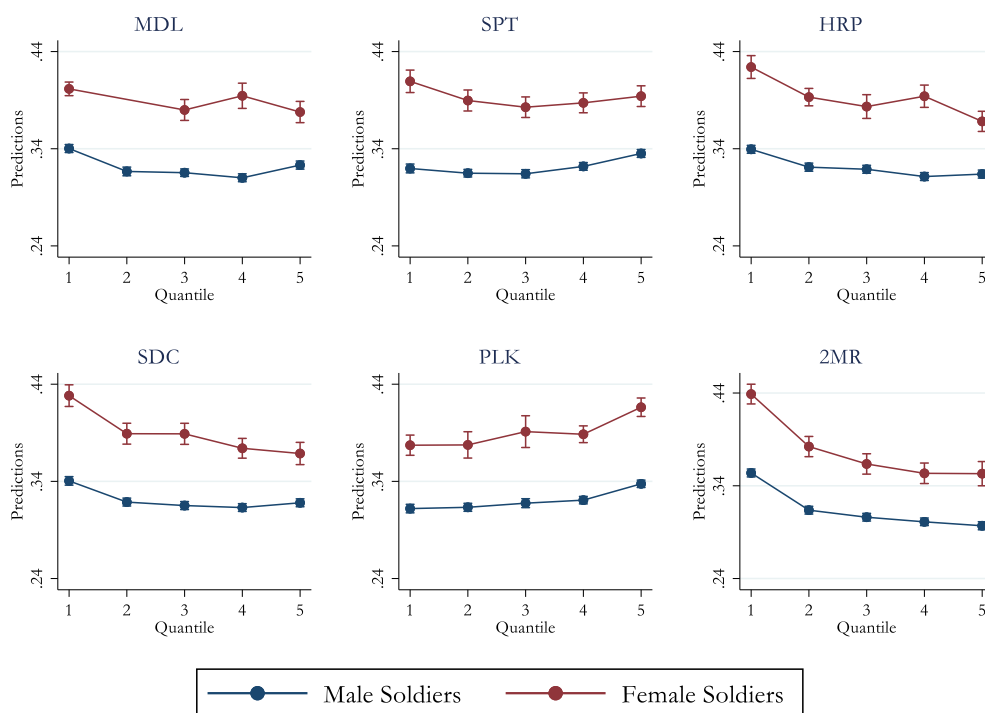 MDL
SPT
HRP
Predictions
.44
.34
.24
1 2 3 4 5
Quantile
Predictions
.44
.34
.24
1 2 3 4 5
Quantile
Predictions
.44
.34
.24
1 2 3 4 5
Quantile
SDC
PLK
2MR
Predictions
.44
.34
.24
1 2 3 4 5
Quantile
Predictions
.44
.34
.24
1 2 3 4 5
Quantile
Predictions
.44
.34
.24
1 2 3 4 5
Quantile
Male Soldiers
Female Soldiers